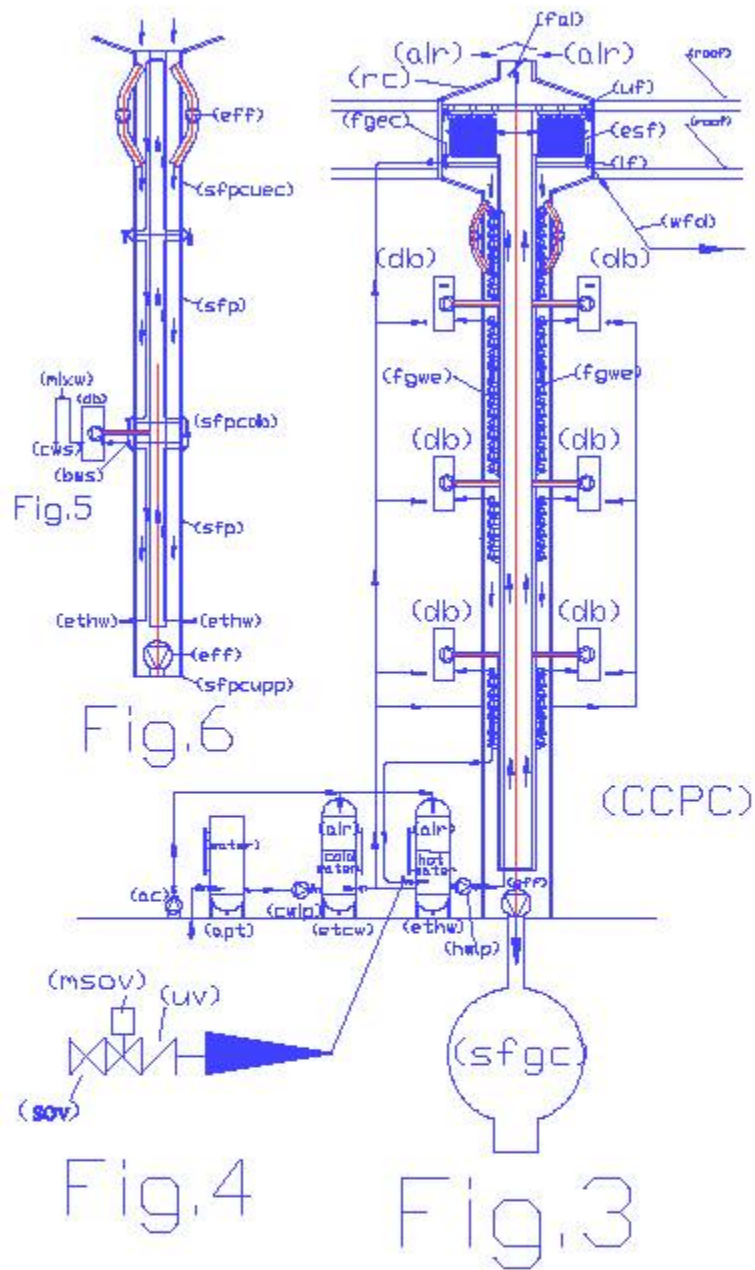 (fal)
(alr) (alr)
(rc) (roof)
(uf)
(fgec) (esf) (roof)
(lf)
(wfd)
(db) (db)
(fgwe) (fgwe)
(db) (db)
(db) (db)
(CCPC)
(eff)
(sfpcuec)
(sfp)
(db)
(sfpcdb)
(cws)
(bws)
Fig.5
(sfp)
(ethw) (ethw)
(eff)
(sfpcupp)
Fig.6
(water) (alr) (alr)
cold water hot water
(ac) (eff)
(cwlp)
(apt) (etcw) (ethw) (hwlp)
(msov)
(uv)
(sov)
Fig.4
(sfgc)
Fig.3